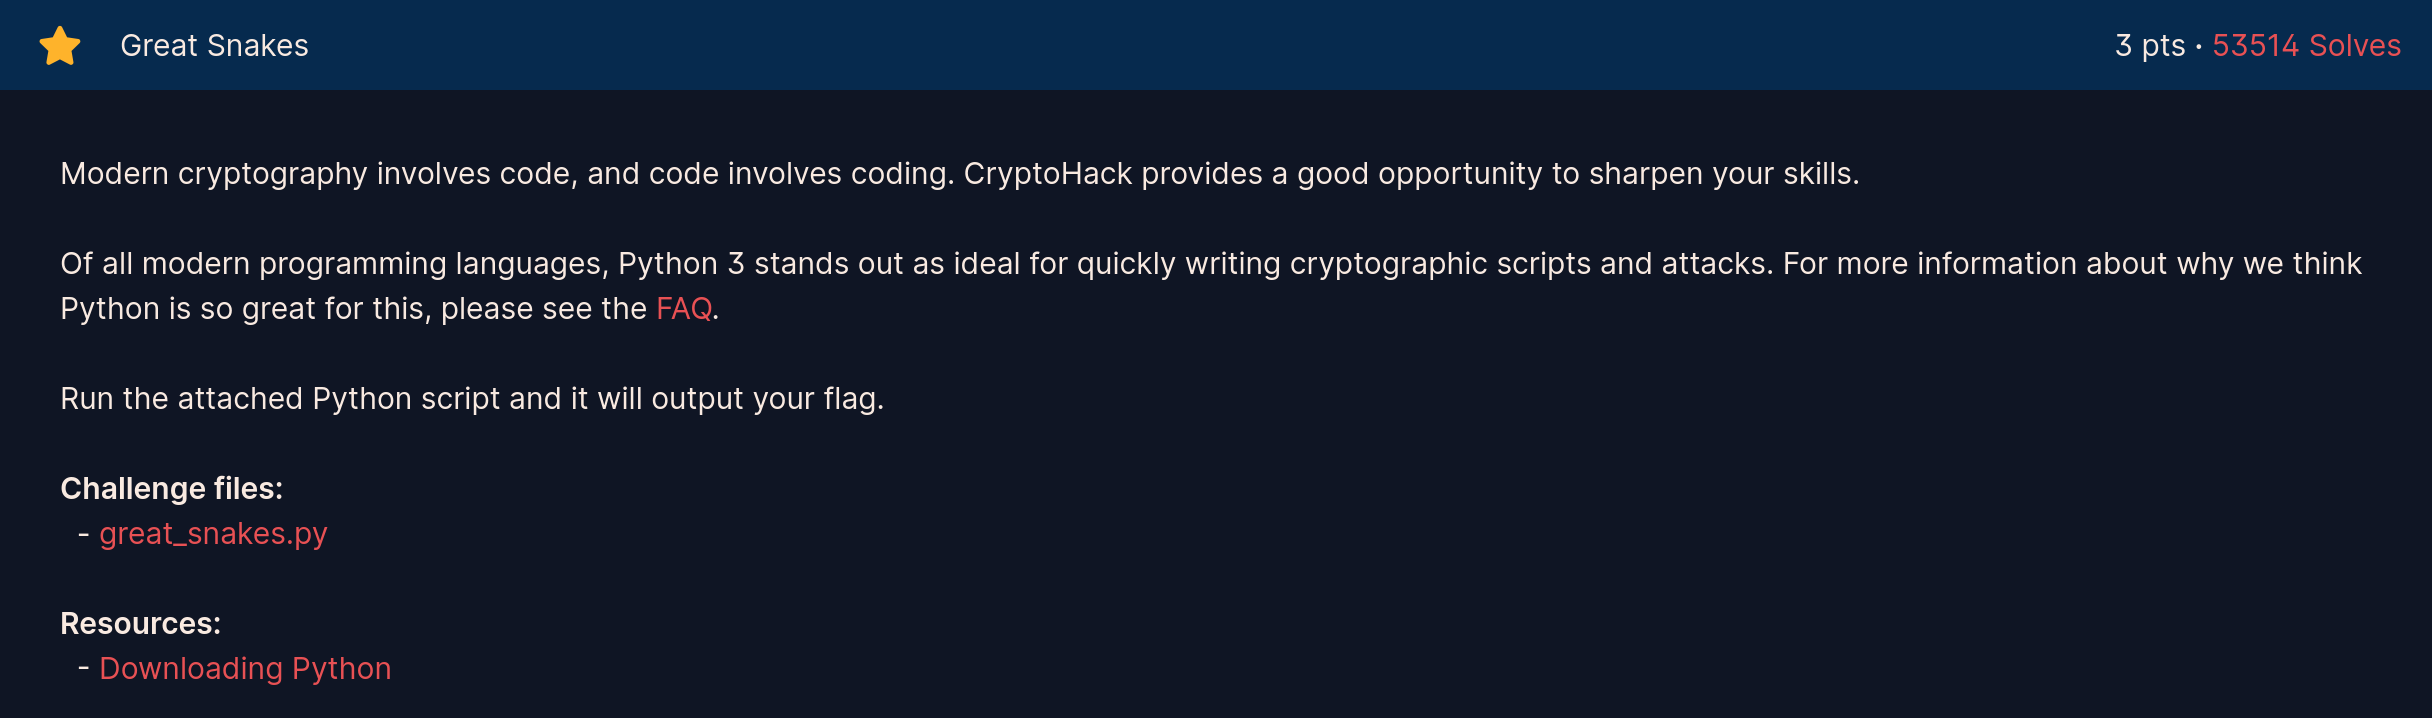 Great Snakes
3 pts · 53514 Solves
Modern cryptography involves code, and code involves coding. CryptoHack provides a good opportunity to sharpen your skills.
Of all modern programming languages, Python 3 stands out as ideal for quickly writing cryptographic scripts and attacks. For more information about why we think
Python is so great for this, please see the FAQ.
Run the attached Python script and it will output your flag.
Challenge files:
- great_snakes.py
Resources:
- Downloading Python